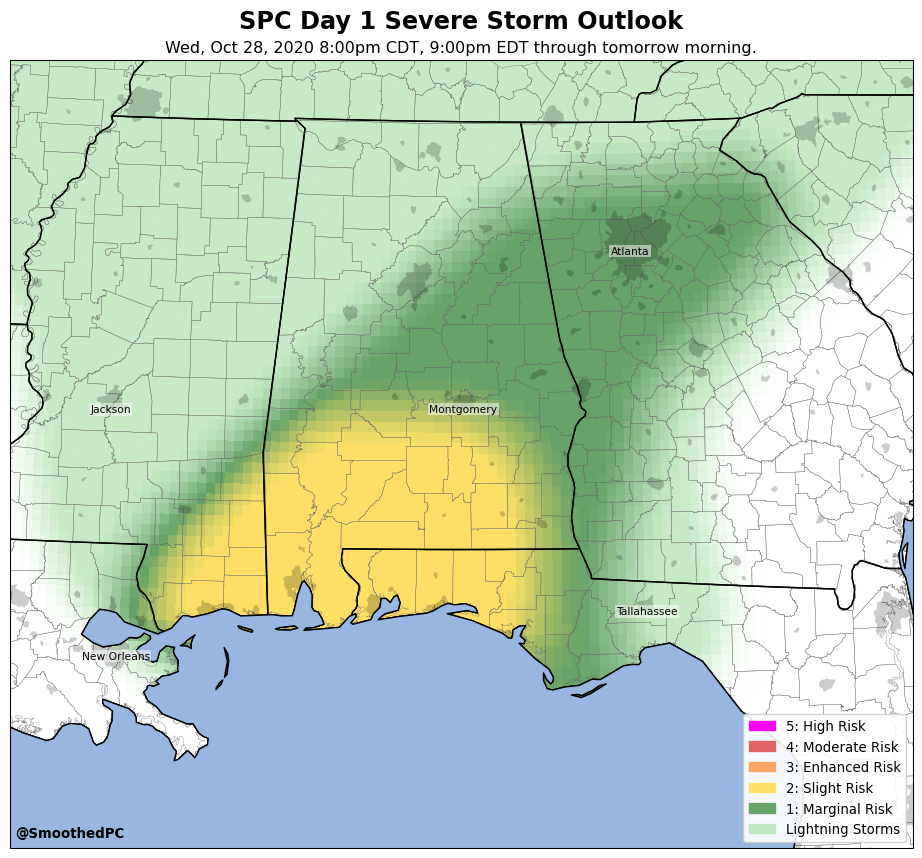 SPC Day 1 Severe Storm Outlook
Wed, Oct 28, 2020 8:00pm CDT, 9:00pm EDT through tomorrow morning.
Atlanta
Jackson
Montgomery
Tallahassee
New Orleans
5: High Risk
4: Moderate Risk
3: Enhanced Risk
2: Slight Risk
1: Marginal Risk
Lightning Storms
@SmoothedPC